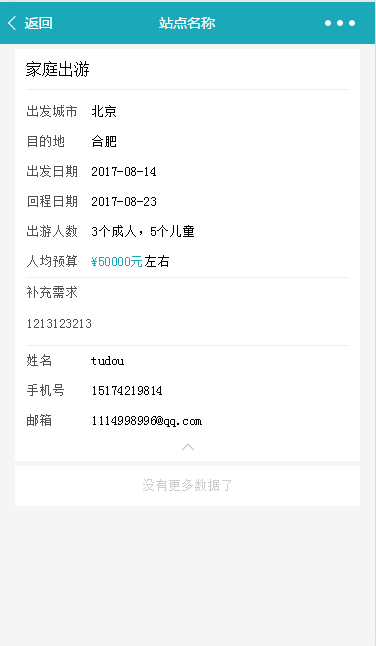 返回 站点名称
家庭出游
出发城市 北京
目的地 合肥
出发日期 2017-08-14
回程日期 2017-08-23
出游人数 3个成人，5个儿童
人均预算 ¥50000元左右
补充需求
1213123213
姓名 tudou
手机号 15174219814
邮箱 1114998996@qq.com
没有更多数据了